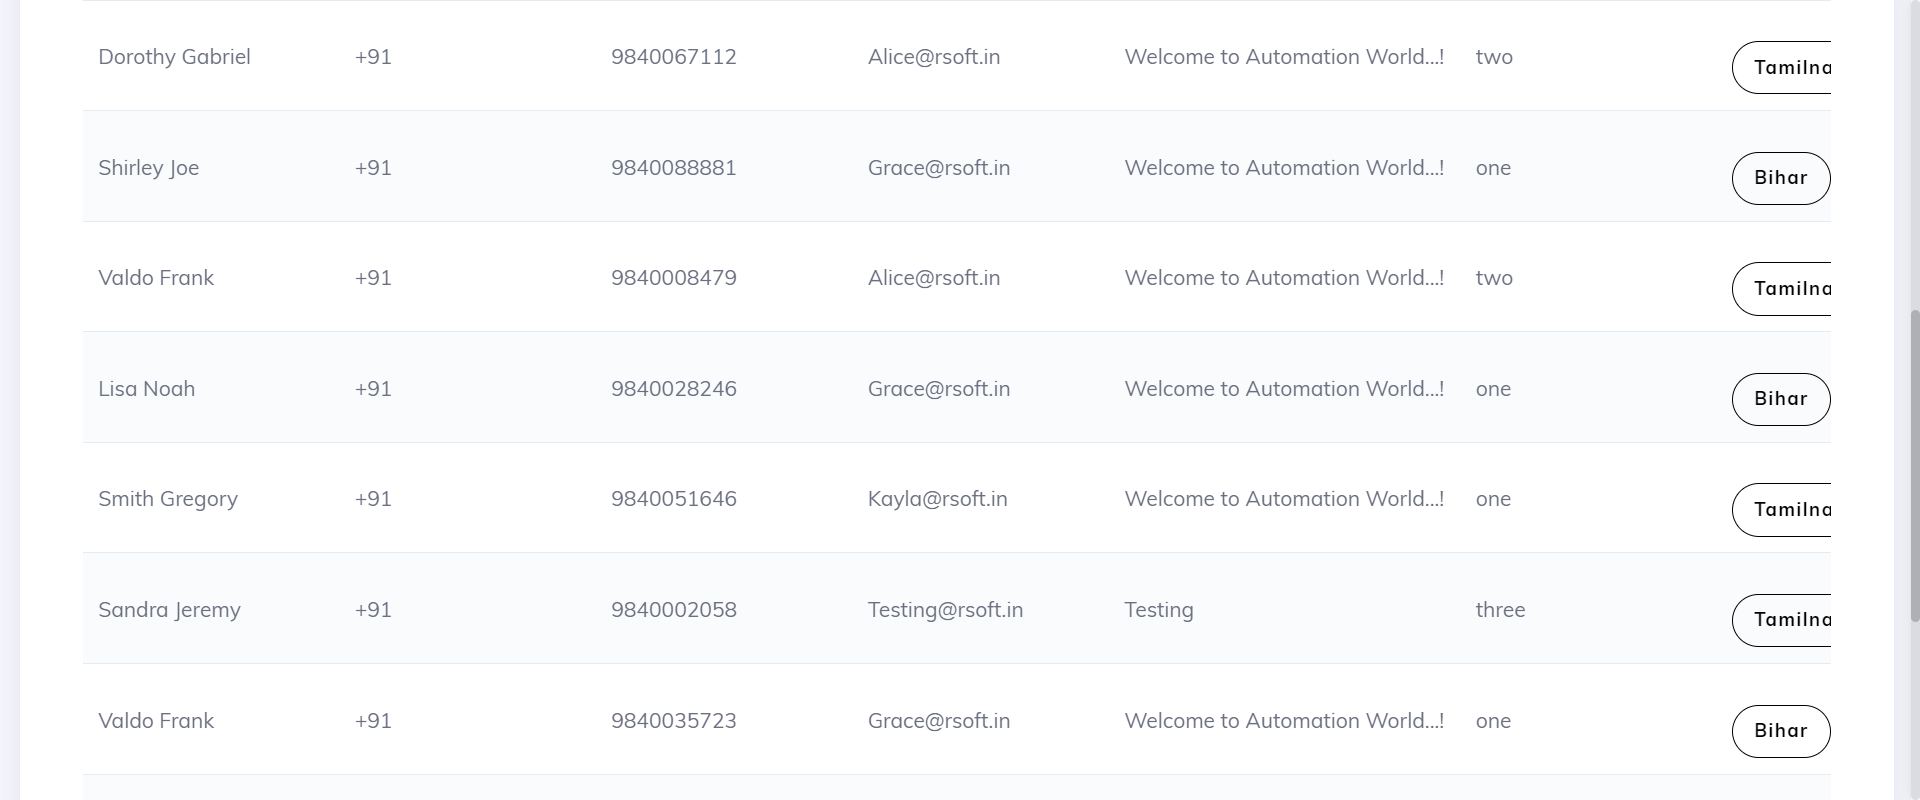 Dorothy Gabriel +91 9840067112 Alice@rsoft.in Welcome to Automation World...! two Tamilna
Shirley Joe +91 9840088881 Grace@rsoft.in Welcome to Automation World...! one Bihar
Valdo Frank +91 9840008479 Alice@rsoft.in Welcome to Automation World...! two Tamilna
Lisa Noah +91 9840028246 Grace@rsoft.in Welcome to Automation World...! one Bihar
Smith Gregory +91 9840051646 Kayla@rsoft.in Welcome to Automation World...! one Tamilna
Sandra Jeremy +91 9840002058 Testing@rsoft.in Testing three Tamilna
Valdo Frank +91 9840035723 Grace@rsoft.in Welcome to Automation World...! one Bihar